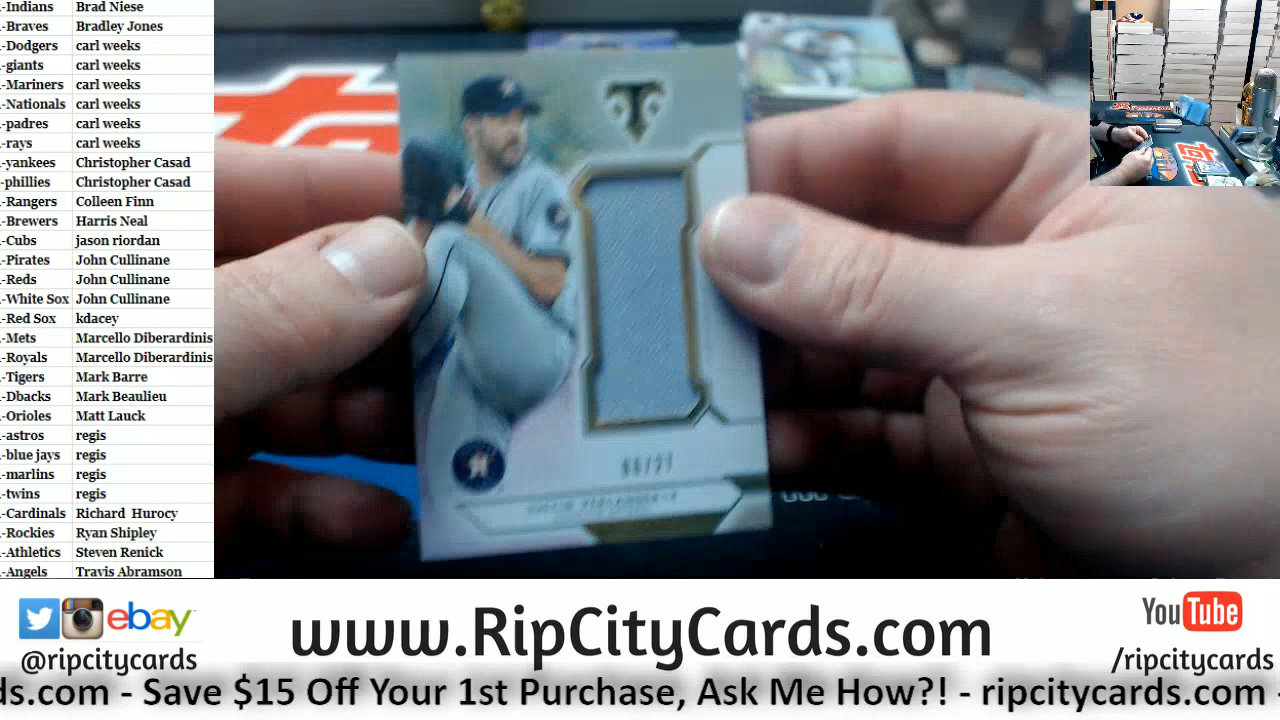 -Indians Brad Niese
-Braves Bradley Jones
-Dodgers carl weeks
-giants carl weeks
-Mariners carl weeks
-Nationals carl weeks
-padres carl weeks
-rays carl weeks
-yankees Christopher Casad
-phillies Christopher Casad
-Rangers Colleen Finn
-Brewers Harris Neal
-Cubs jason riordan
-Pirates John Cullinane
-Reds John Cullinane
-White Sox John Cullinane
-Red Sox kdacey
-Mets Marcello Diberardinis
-Royals Marcello Diberardinis
-Tigers Mark Barre
-Dbacks Mark Beaulieu
-Orioles Matt Lauck
-astros regis
-blue jays regis
-marlins regis
-twins regis
-Cardinals Richard Hurocy
-Rockies Ryan Shipley
-Athletics Steven Renick
-Angels Travis Abramson
T
H
ebay
@ripcitycards
www.RipCityCards.com
YouTube
/ripcitycards
ds.com - Save $15 Off Your 1st Purchase, Ask Me How?! - ripcitycards.com -